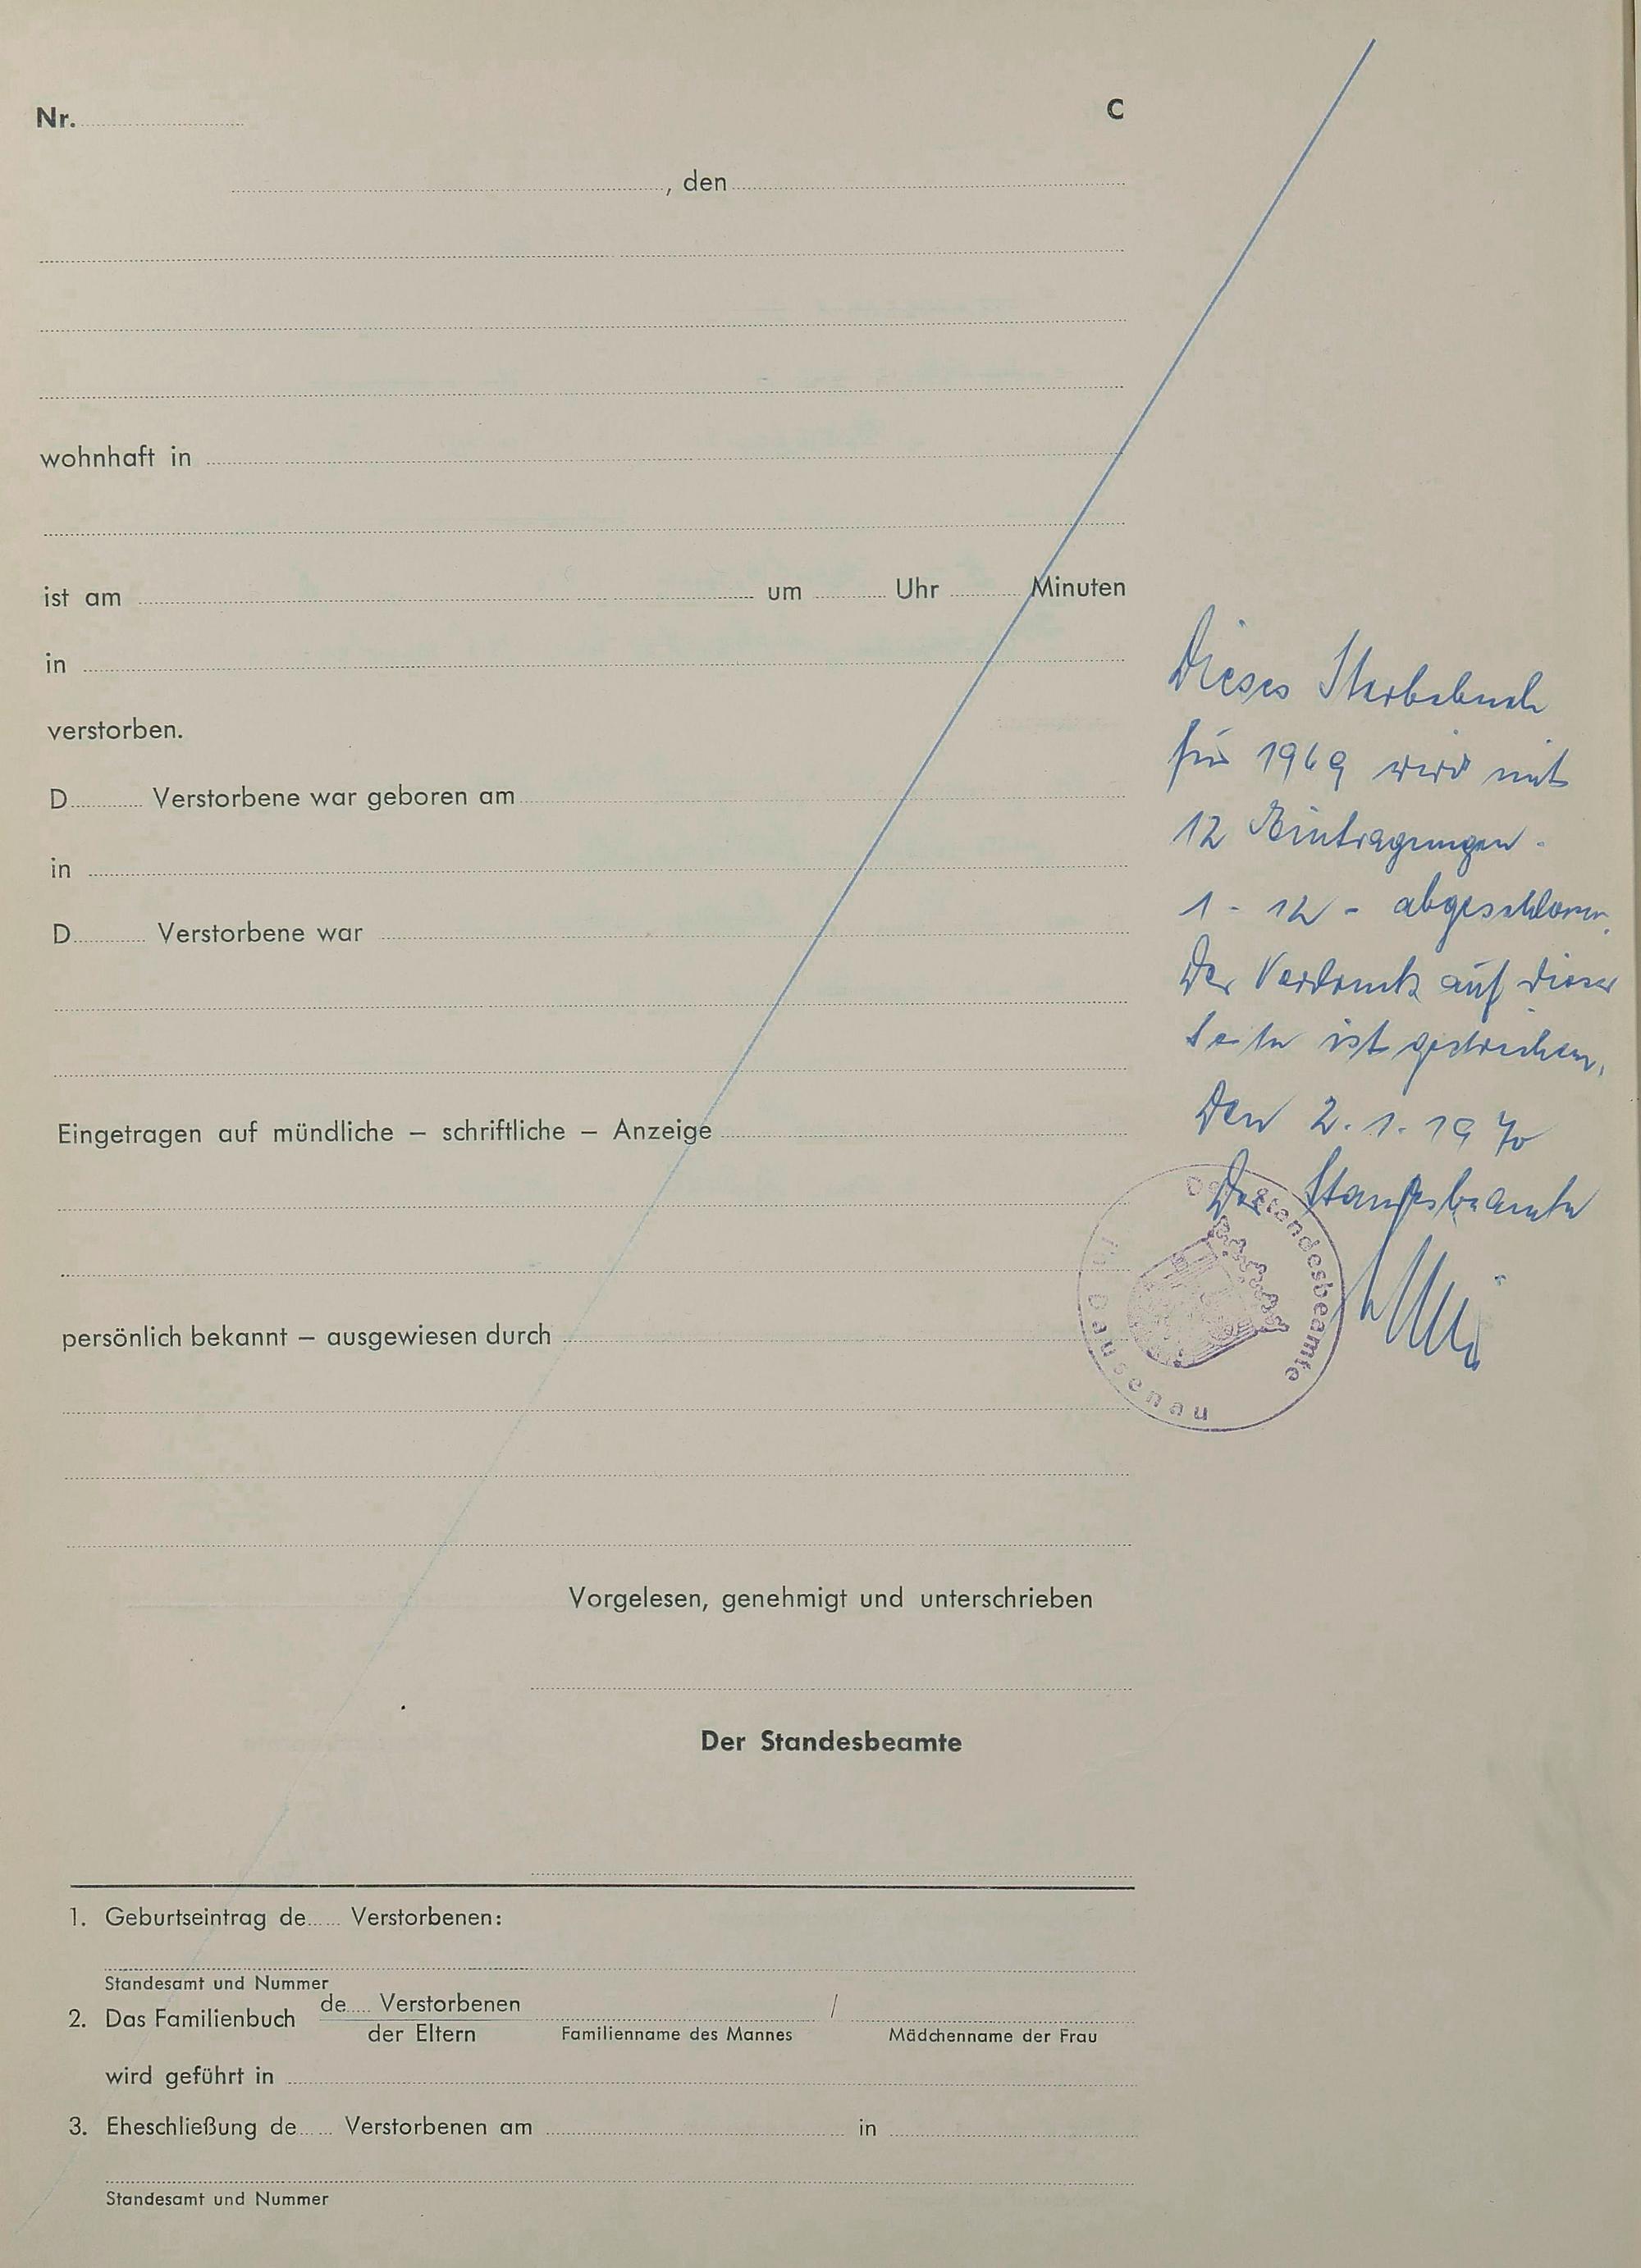 Nr. C
, den
wohnhaft in
ist am um Uhr Minuten
in
verstorben.
D Verstorbene war geboren am
in
D Verstorbene war
Eingetragen auf mündliche – schriftliche – Anzeige
persönlich bekannt – ausgewiesen durch
Vorgelesen, genehmigt und unterschrieben
Der Standesbeamte
1. Geburtseintrag de Verstorbenen:
Standesamt und Nummer
2. Das Familienbuch de Verstorbenen /
der Eltern Familienname des Mannes Mädchenname der Frau
wird geführt in
3. Eheschließung de Verstorbenen am in
Standesamt und Nummer
Dieses Sterbebuch
für 1969 wird mit
12 Eintragungen -
1 - 12 - abgeschlossen.
Der Vordruck auf dieser
Seite ist gestrichen.
Den 2.1.1970
Der Standesbeamte
Der Standesbeamte
in Dausenau